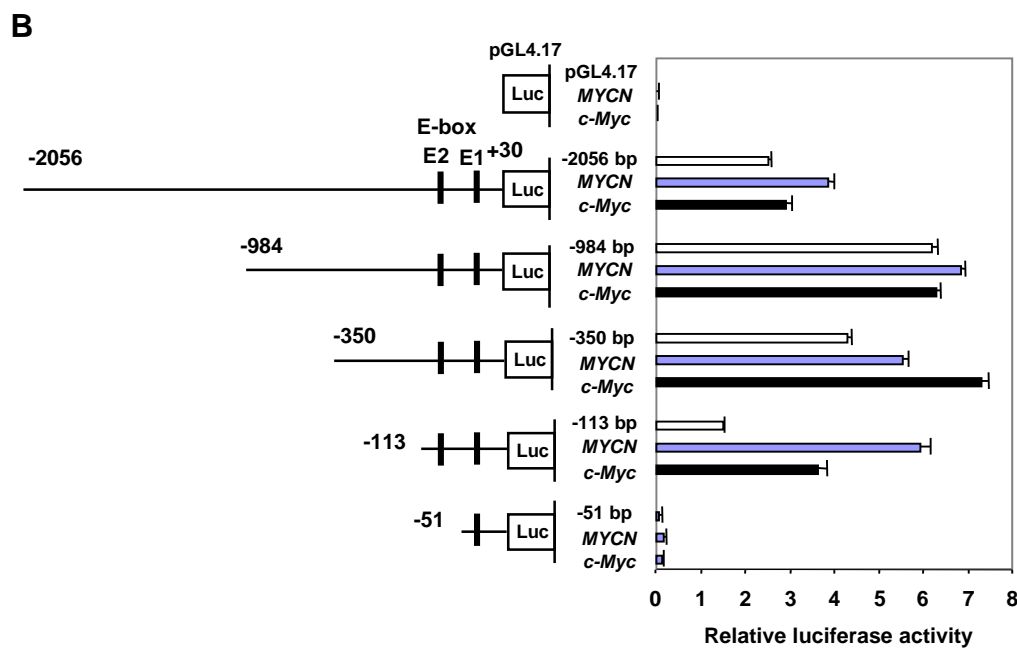 B
pGL4.17
Luc
pGL4.17
MYCN
c-Myc
E-box
-2056
E2 E1 +30
Luc
-2056 bp
MYCN
c-Myc
-984
Luc
-984 bp
MYCN
c-Myc
-350
Luc
-350 bp
MYCN
c-Myc
-113
Luc
-113 bp
MYCN
c-Myc
-51
Luc
-51 bp
MYCN
c-Myc
0 1 2 3 4 5 6 7 8
Relative luciferase activity